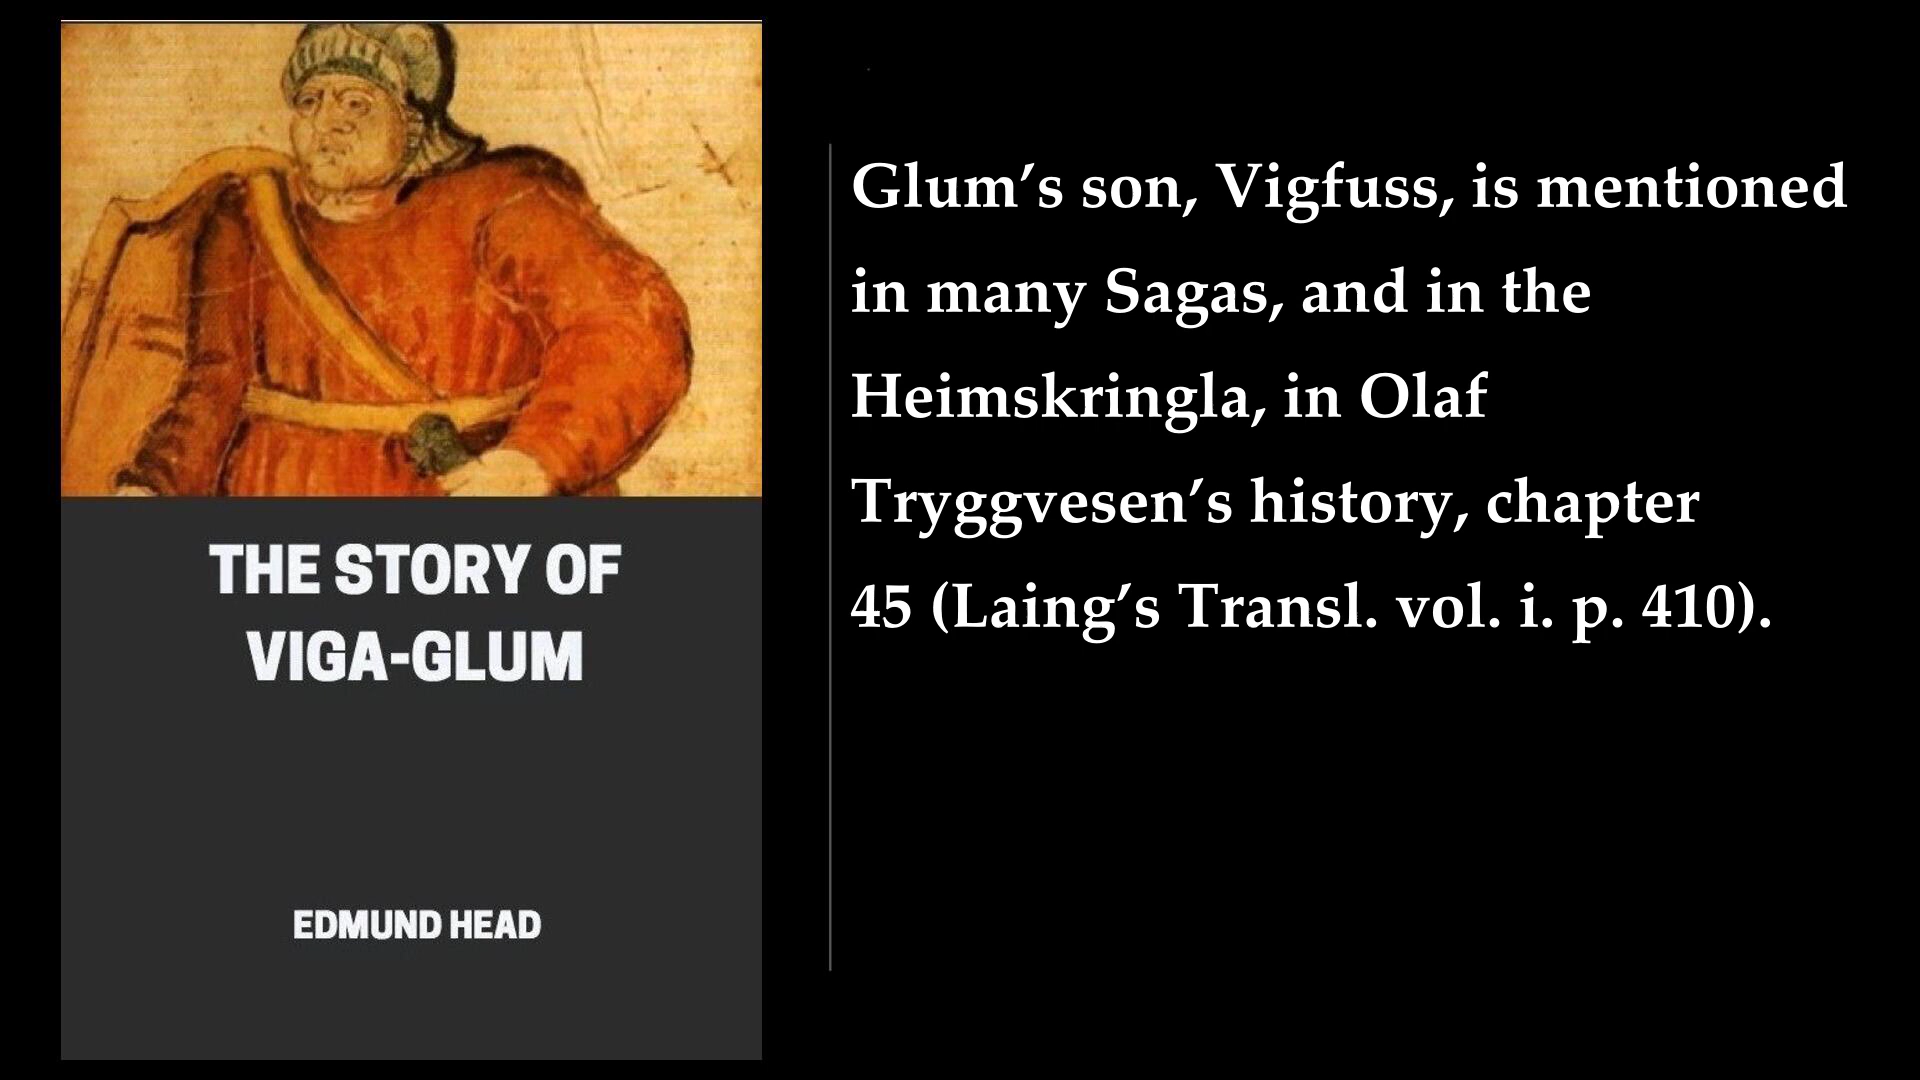 THE STORY OF
VIGA-GLUM
EDMUND HEAD
Glum’s son, Vigfuss, is mentioned
in many Sagas, and in the
Heimskringla, in Olaf
Tryggvesen’s history, chapter
45 (Laing’s Transl. vol. i. p. 410).